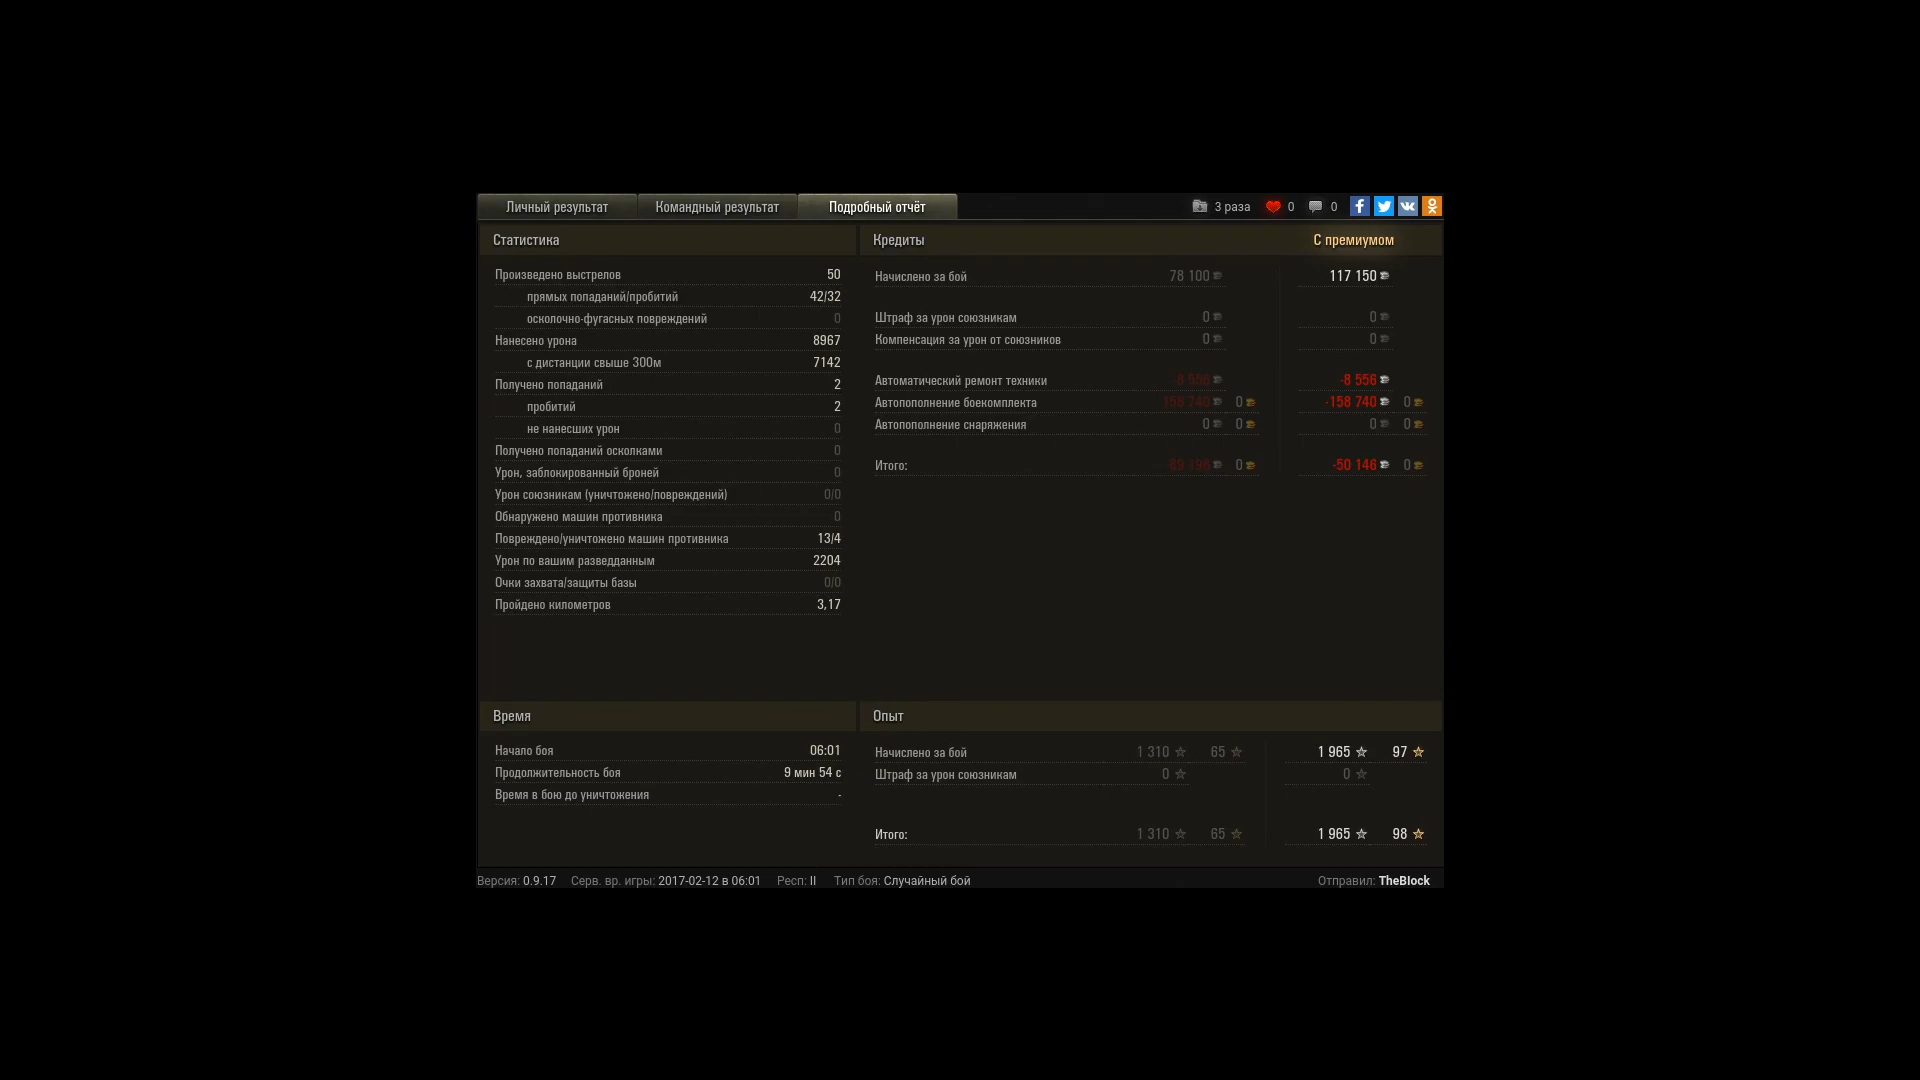 Личный результат Командный результат Подробный отчёт 3 раза 0 0
Статистика
Произведено выстрелов 50
прямых попаданий/пробитий 42/32
осколочно-фугасных повреждений 0
Нанесено урона 8967
с дистанции свыше 300м 7142
Получено попаданий 2
пробитий 2
не нанесших урон 0
Получено попаданий осколками 0
Урон, заблокированный броней 0
Урон союзникам (уничтожено/повреждений) 0/0
Обнаружено машин противника 0
Повреждено/уничтожено машин противника 13/4
Урон по вашим разведданным 2204
Очки захвата/защиты базы 0/0
Пройдено километров 3,17
Кредиты С премиумом
Начислено за бой 78 100 117 150
Штраф за урон союзникам 0 0
Компенсация за урон от союзников 0 0
Автоматический ремонт техники -8 556 -8 556
Автопополнение боекомплекта -158 740 0 -158 740 0
Автопополнение снаряжения 0 0 0 0
Итого: -89 196 0 -50 146 0
Время
Начало боя 06:01
Продолжительность боя 9 мин 54 с
Время в бою до уничтожения -
Опыт
Начислено за бой 1 310 65 1 965 97
Штраф за урон союзникам 0 0
Итого: 1 310 65 1 965 98
Версия: 0.9.17 Серв. вр. игры: 2017-02-12 в 06:01 Респ: II Тип боя: Случайный бой Отправил: TheBlock